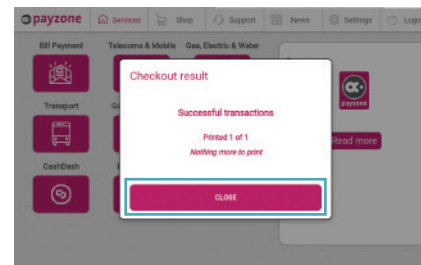 payzone Services Shop Support News Settings Logo
Bill Payment Telecoms & Mobile Gas, Electric & Water
Checkout result
Successful transactions
Transport
payzone
Printed 1 of 1
Nothing more to print
Read more
CashDash
CLOSE